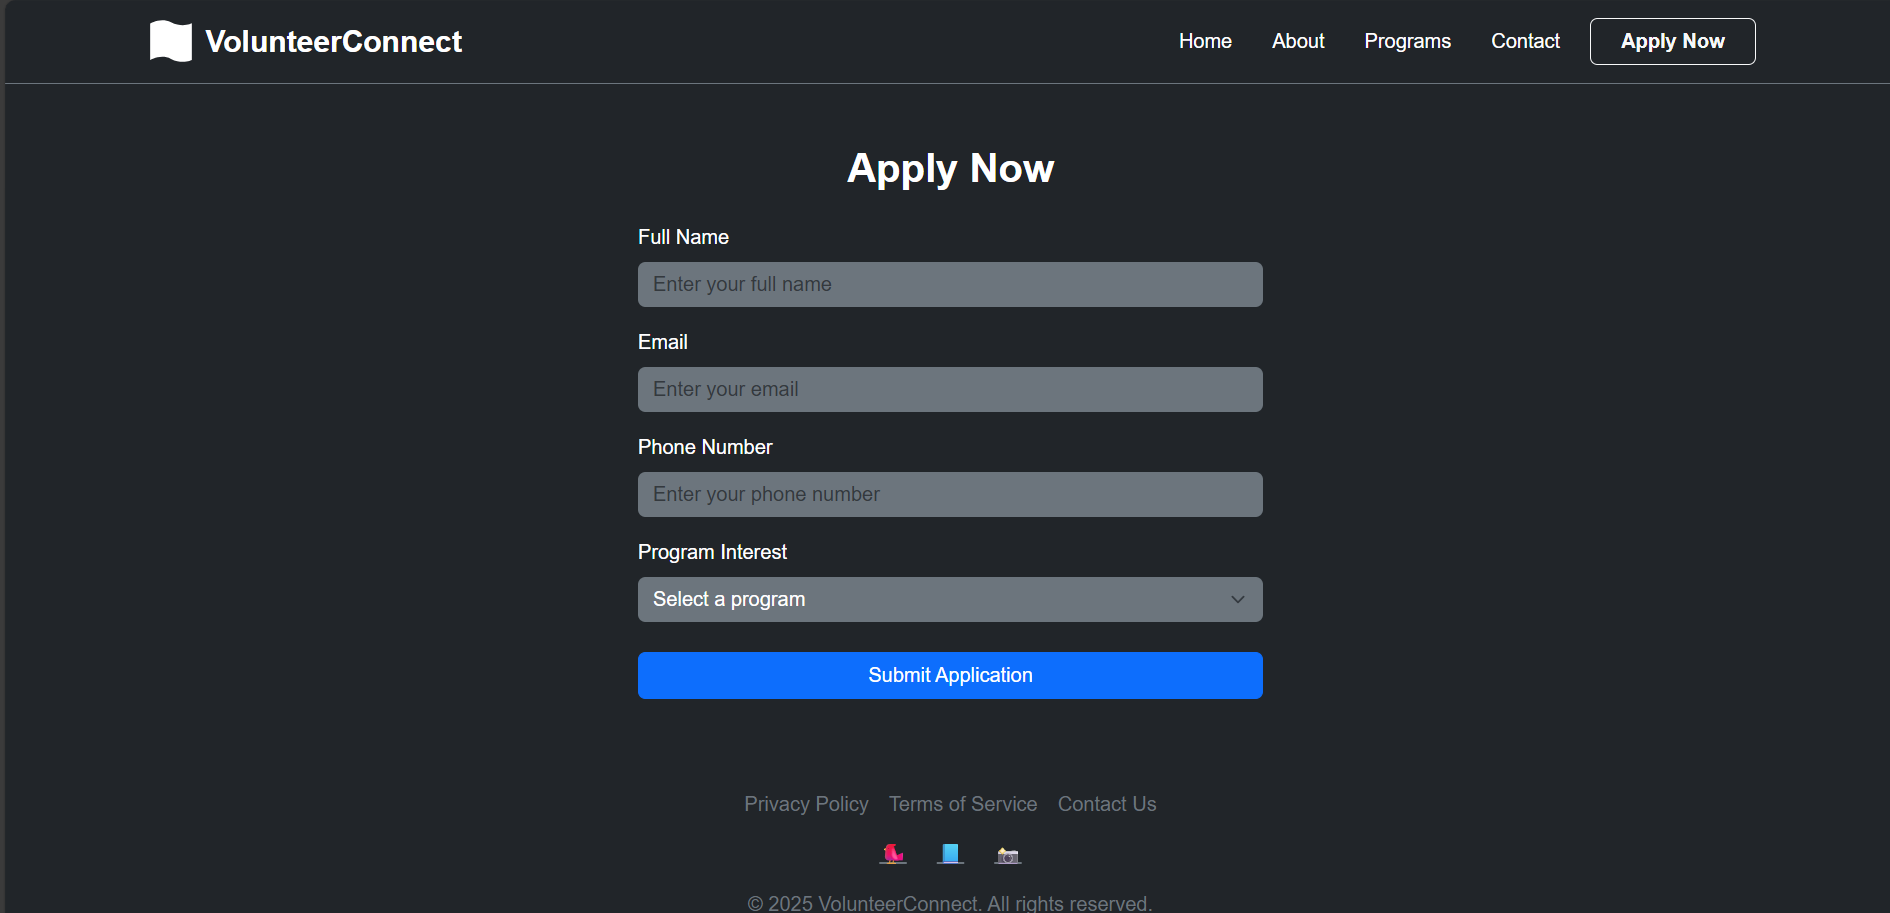 VolunteerConnect
Home About Programs Contact Apply Now
Apply Now
Full Name
Enter your full name
Email
Enter your email
Phone Number
Enter your phone number
Program Interest
Select a program
Submit Application
Privacy Policy Terms of Service Contact Us
© 2025 VolunteerConnect. All rights reserved.